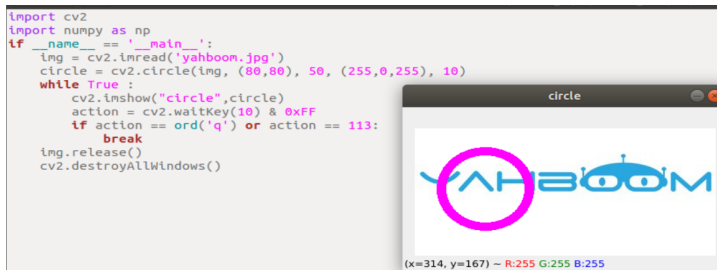 import cv2
import numpy as np
if __name__ == '__main__':
    img = cv2.imread('yahboom.jpg')
    circle = cv2.circle(img, (80,80), 50, (255,0,255), 10)
    while True :
        cv2.imshow("circle",circle)
        action = cv2.waitKey(10) & 0xFF
        if action == ord('q') or action == 113:
            break
    img.release()
    cv2.destroyAllWindows()
circle
YAHBOOM
(x=314, y=167) ~ R:255 G:255 B:255